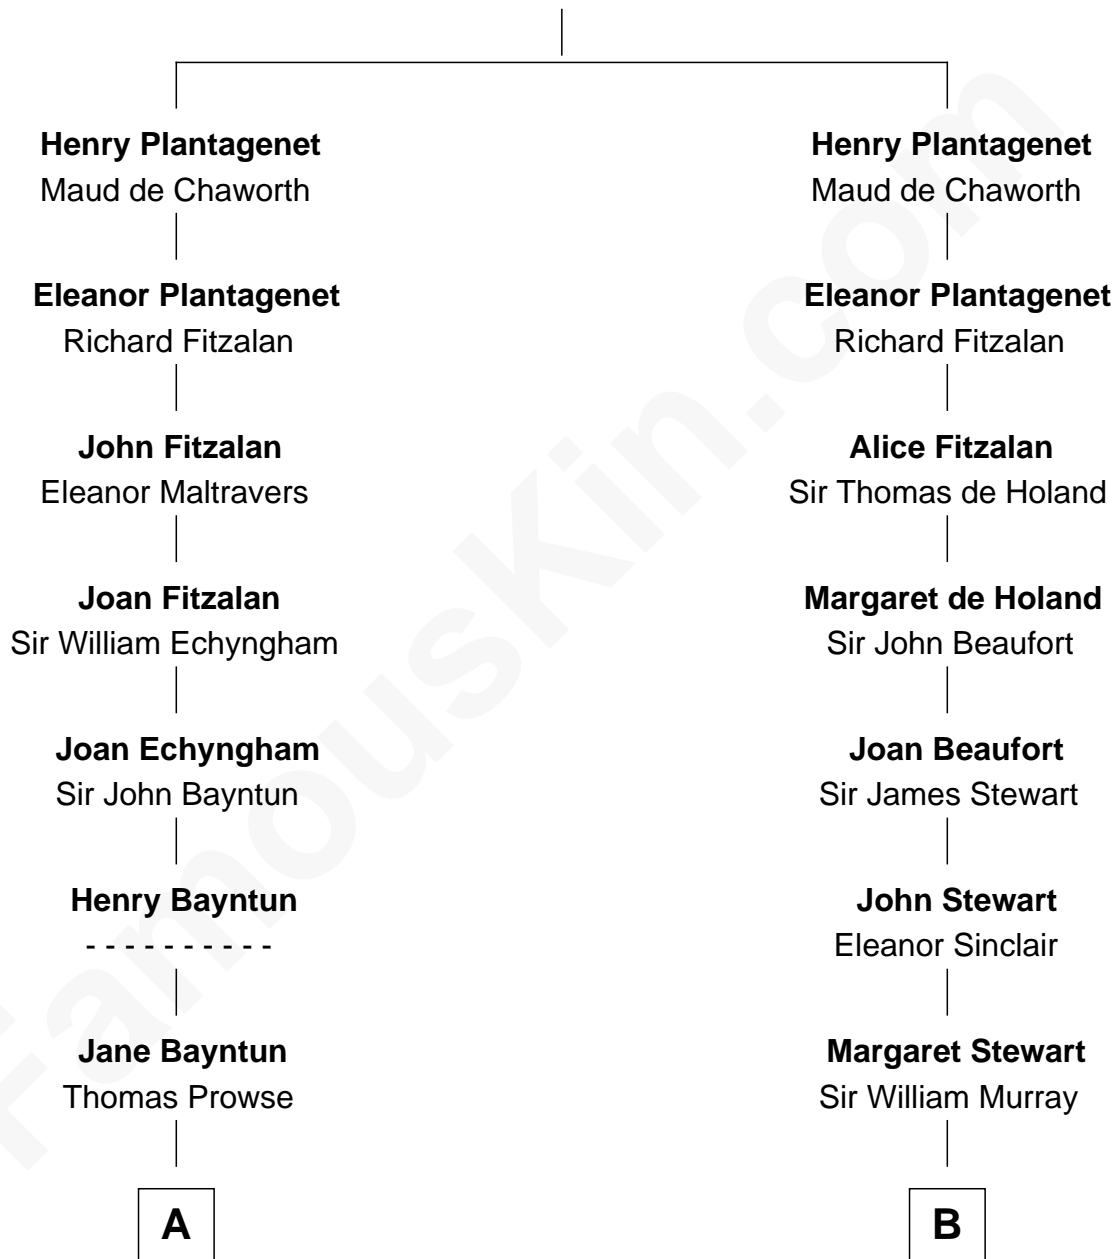 Henry Plantagenet
Maud de Chaworth
Eleanor Plantagenet
Richard Fitzalan
John Fitzalan
Eleanor Maltravers
Joan Fitzalan
Sir William Echyngham
Joan Echyngham
Sir John Bayntun
Henry Bayntun
- - - - - - - - - -
Jane Bayntun
Thomas Prowse
A
Henry Plantagenet
Maud de Chaworth
Eleanor Plantagenet
Richard Fitzalan
Alice Fitzalan
Sir Thomas de Holand
Margaret de Holand
Sir John Beaufort
Joan Beaufort
Sir James Stewart
John Stewart
Eleanor Sinclair
Margaret Stewart
Sir William Murray
B
FamousKin.com